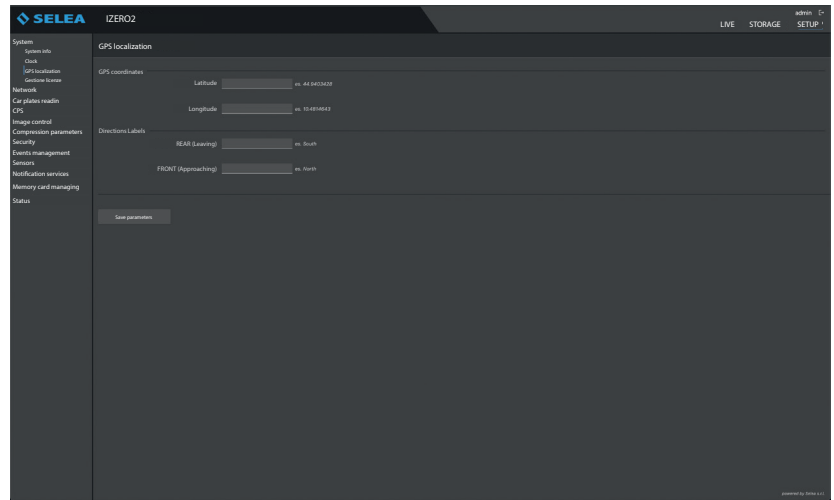 SELEA
IZERO2
admin
LIVE STORAGE SETUP
System
System info
Clock
GPS localization
Gestione license
Network
Car plates readin
CPS
Image control
Compression parameters
Security
Events management
Sensors
Notification services
Memory card managing
Status
GPS localization
GPS coordinates
Latitude es. 44.9403428
Longitude es. 10.4814643
Directions Labels
REAR (Leaving) es. South
FRONT (Approaching) es. North
Save parameters
powered by Selea s.r.l.